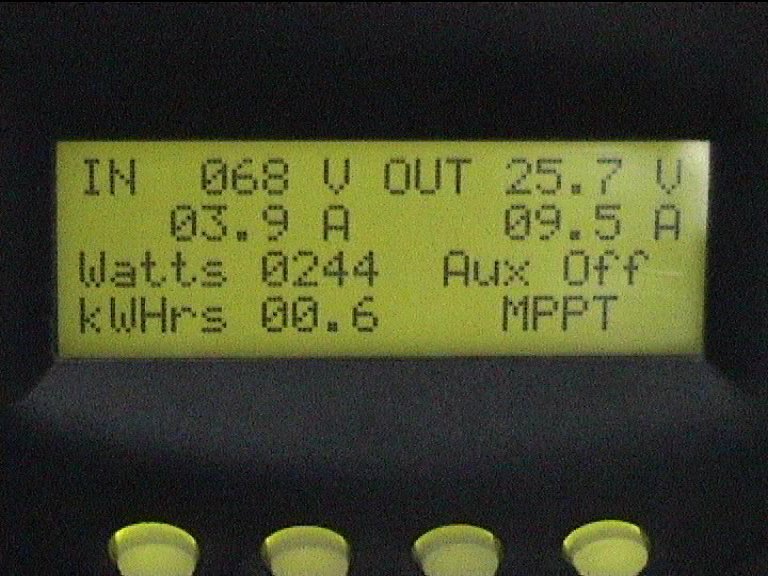 IN 068 V OUT 25.7 V
03.9 A 09.5 A
Watts 0244 Aux Off
kWHrs 00.6 MPPT